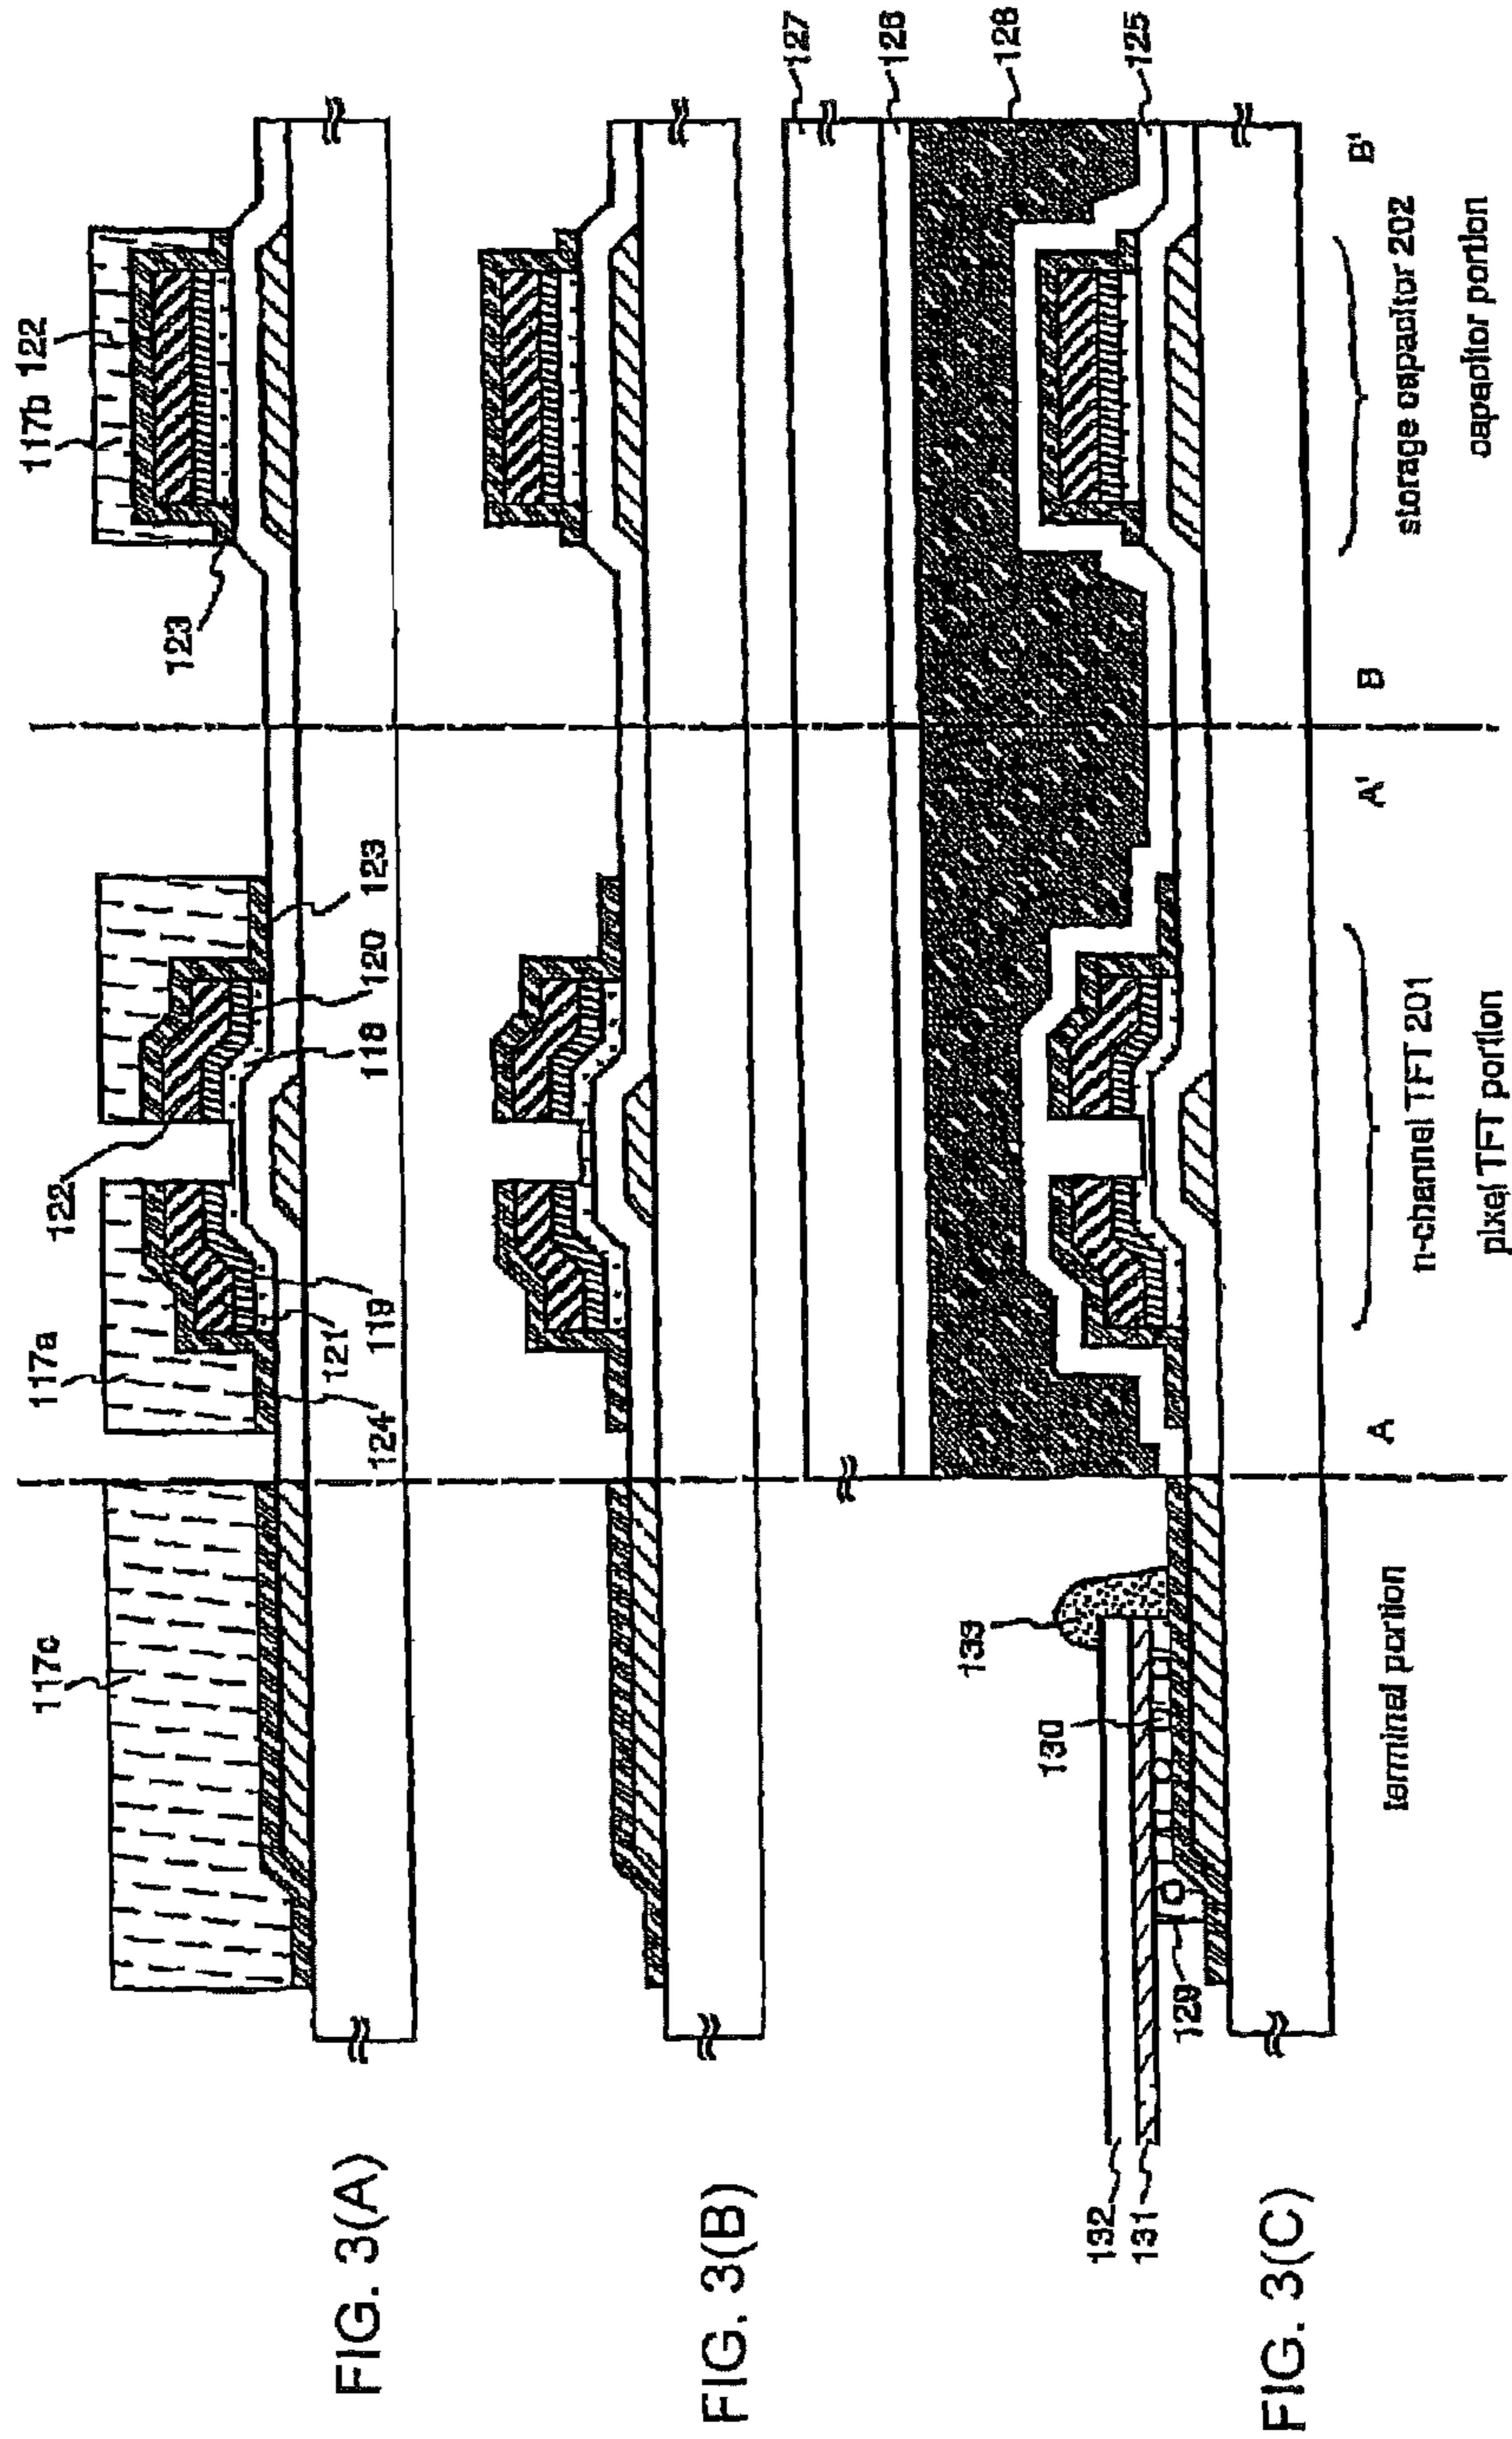 117c
117a
122
117b 122
123
124
121
119
118
120
123
FIG. 3(A)
FIG. 3(B)
127
126
128
125
133
130
129
132
131
FIG. 3(C)
A
A'
B
B'
n-channel TFT 201
storage capacitor 202
terminal portion
pixel TFT portion
capacitor portion